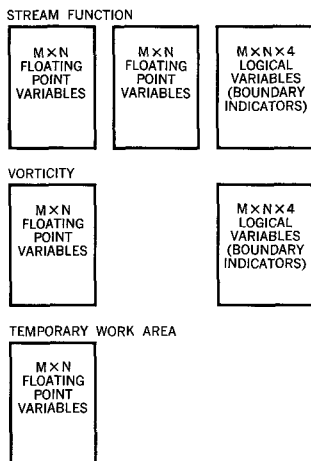 STREAM FUNCTION
M×N
FLOATING
POINT
VARIABLES
M×N
FLOATING
POINT
VARIABLES
M×N×4
LOGICAL
VARIABLES
(BOUNDARY
INDICATORS)
VORTICITY
M×N
FLOATING
POINT
VARIABLES
M×N×4
LOGICAL
VARIABLES
(BOUNDARY
INDICATORS)
TEMPORARY WORK AREA
M×N
FLOATING
POINT
VARIABLES